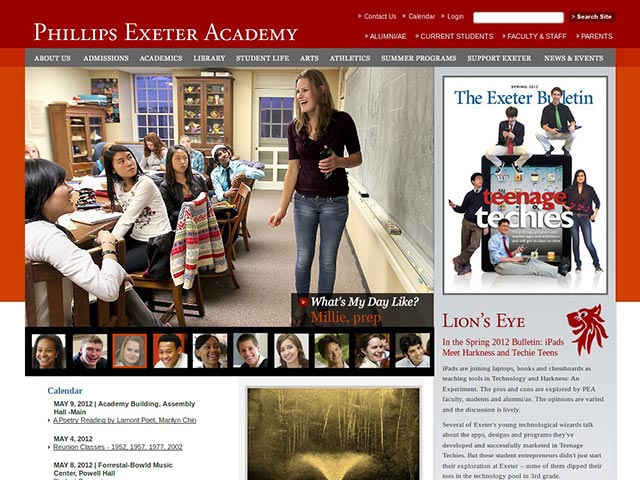 PHILLIPS EXETER ACADEMY
Contact Us
Calendar
Login
Search Site
ALUMNI/AE
CURRENT STUDENTS
FACULTY & STAFF
PARENTS
ABOUT US
ADMISSIONS
ACADEMICS
LIBRARY
STUDENT LIFE
ARTS
ATHLETICS
SUMMER PROGRAMS
SUPPORT EXETER
NEWS & EVENTS
What's My Day Like?
Millie, prep
SPRING 2012
The Exeter Bulletin
teenage
techies
LION'S EYE
In the Spring 2012 Bulletin: iPads
Meet Harkness and Techie Teens
iPads are joining laptops, books and chessboards as
teaching tools in Technology and Harkness: An
Experiment. The pros and cons are explored by PEA
faculty, students and alumni/ae. The opinions are varied
and the discussion is lively.
Several of Exeter's young technological wizards talk
about the apps, designs and programs they've
developed and successfully marketed in Teenage
Techies. But these student entrepreneurs didn't just start
their exploration at Exeter – some of them dipped their
toes in the technology pool in 3rd grade.
Calendar
MAY 9, 2012 | Academy Building, Assembly
Hall -Main
A Poetry Reading by Lamont Poet, Marilyn Chin
MAY 4, 2012
Reunion Classes - 1952, 1957, 1977, 2002
MAY 8, 2012 | Forrestal-Bowld Music
Center, Powell Hall